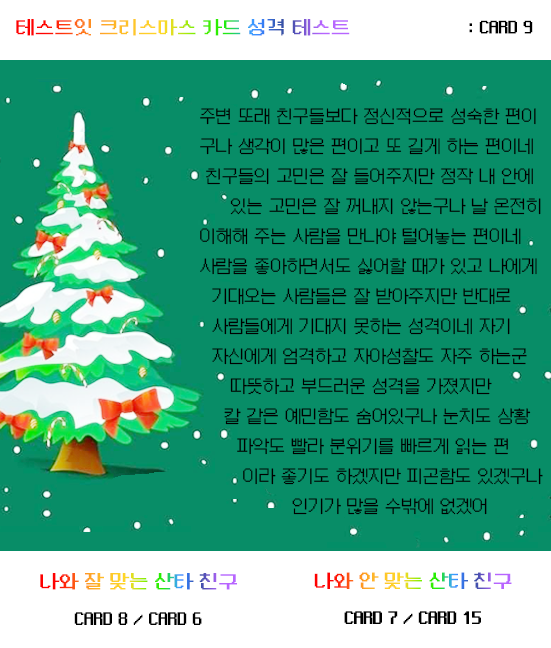 테스트잇 크리스마스 카드 성격 테스트 : CARD 9
주변 또래 친구들보다 정신적으로 성숙한 편이
구나 생각이 많은 편이고 또 깊게 하는 편이네
친구들의 고민은 잘 들어주지만 정작 내 안에
있는 고민은 잘 꺼내지 않는구나 날 온전히
이해해 주는 사람을 만나야 털어놓는 편이네
사람을 좋아하면서도 싫어할 때가 있고 나에게
기대오는 사람들은 잘 받아주지만 반대로
사람들에게 기대지 못하는 성격이네 자기
자신에게 엄격하고 자아성찰도 자주 하는군
따뜻하고 부드러운 성격을 가졌지만
칼 같은 예민함도 숨어있구나 눈치도 상황
파악도 빨라 분위기를 빠르게 읽는 편
이라 좋기도 하겠지만 피곤함도 있겠구나
인기가 많을 수밖에 없겠어
나와 잘 맞는 산타 친구
CARD 8 / CARD 6
나와 안 맞는 산타 친구
CARD 7 / CARD 15